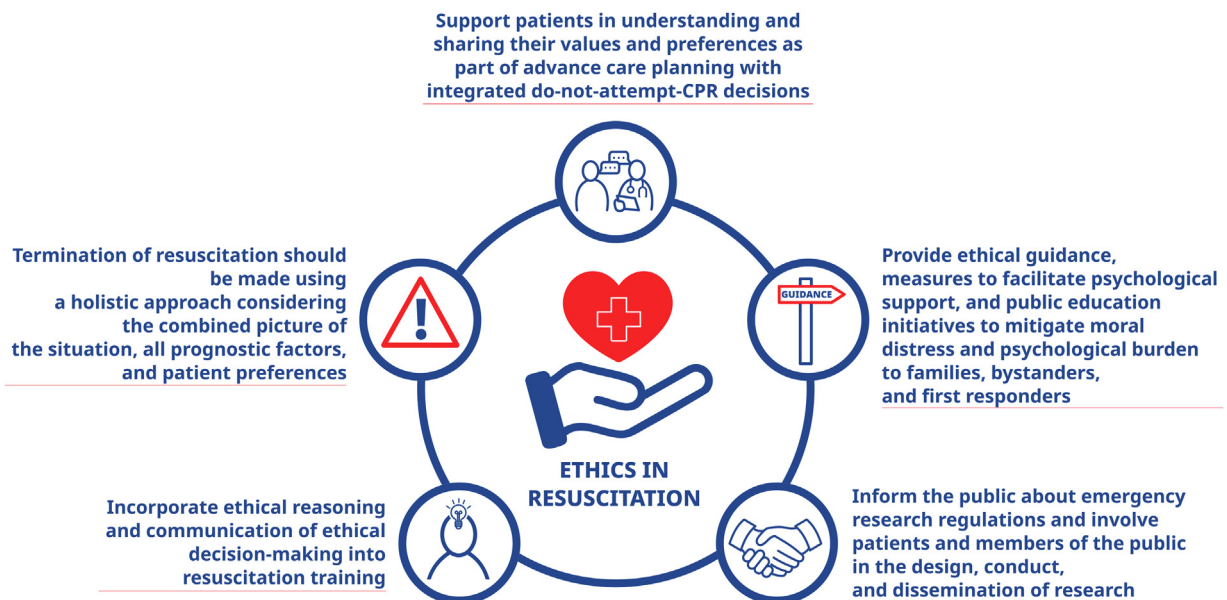 Support patients in understanding and
sharing their values and preferences as
part of advance care planning with
integrated do-not-attempt-CPR decisions
Termination of resuscitation should
be made using
a holistic approach considering
the combined picture of
the situation, all prognostic factors,
and patient preferences
GUIDANCE
Provide ethical guidance,
measures to facilitate psychological
support, and public education
initiatives to mitigate moral
distress and psychological burden
to families, bystanders,
and first responders
ETHICS IN
RESUSCITATION
Incorporate ethical reasoning
and communication of ethical
decision-making into
resuscitation training
Inform the public about emergency
research regulations and involve
patients and members of the public
in the design, conduct,
and dissemination of research